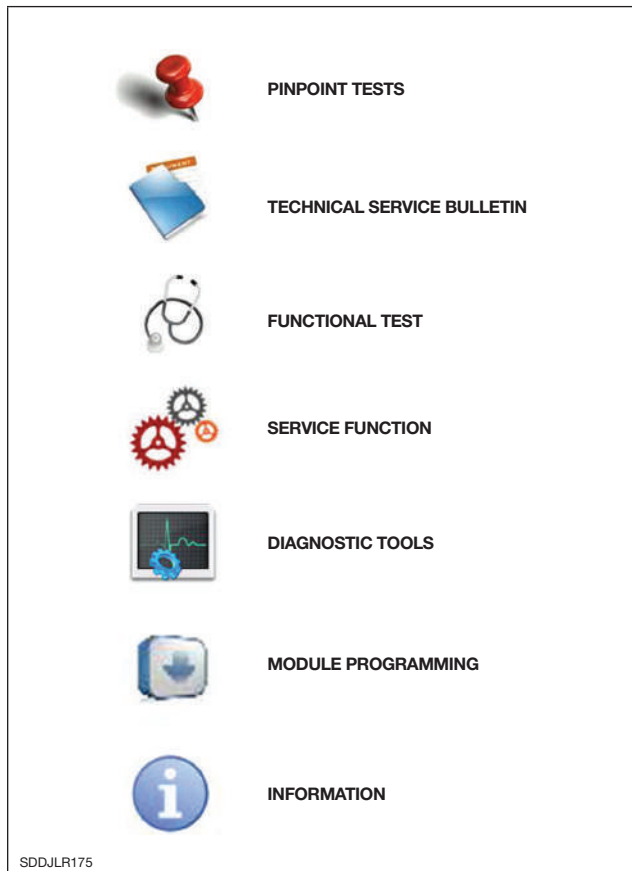 PINPOINT TESTS
TECHNICAL SERVICE BULLETIN
FUNCTIONAL TEST
SERVICE FUNCTION
DIAGNOSTIC TOOLS
MODULE PROGRAMMING
INFORMATION
SDDJLR175